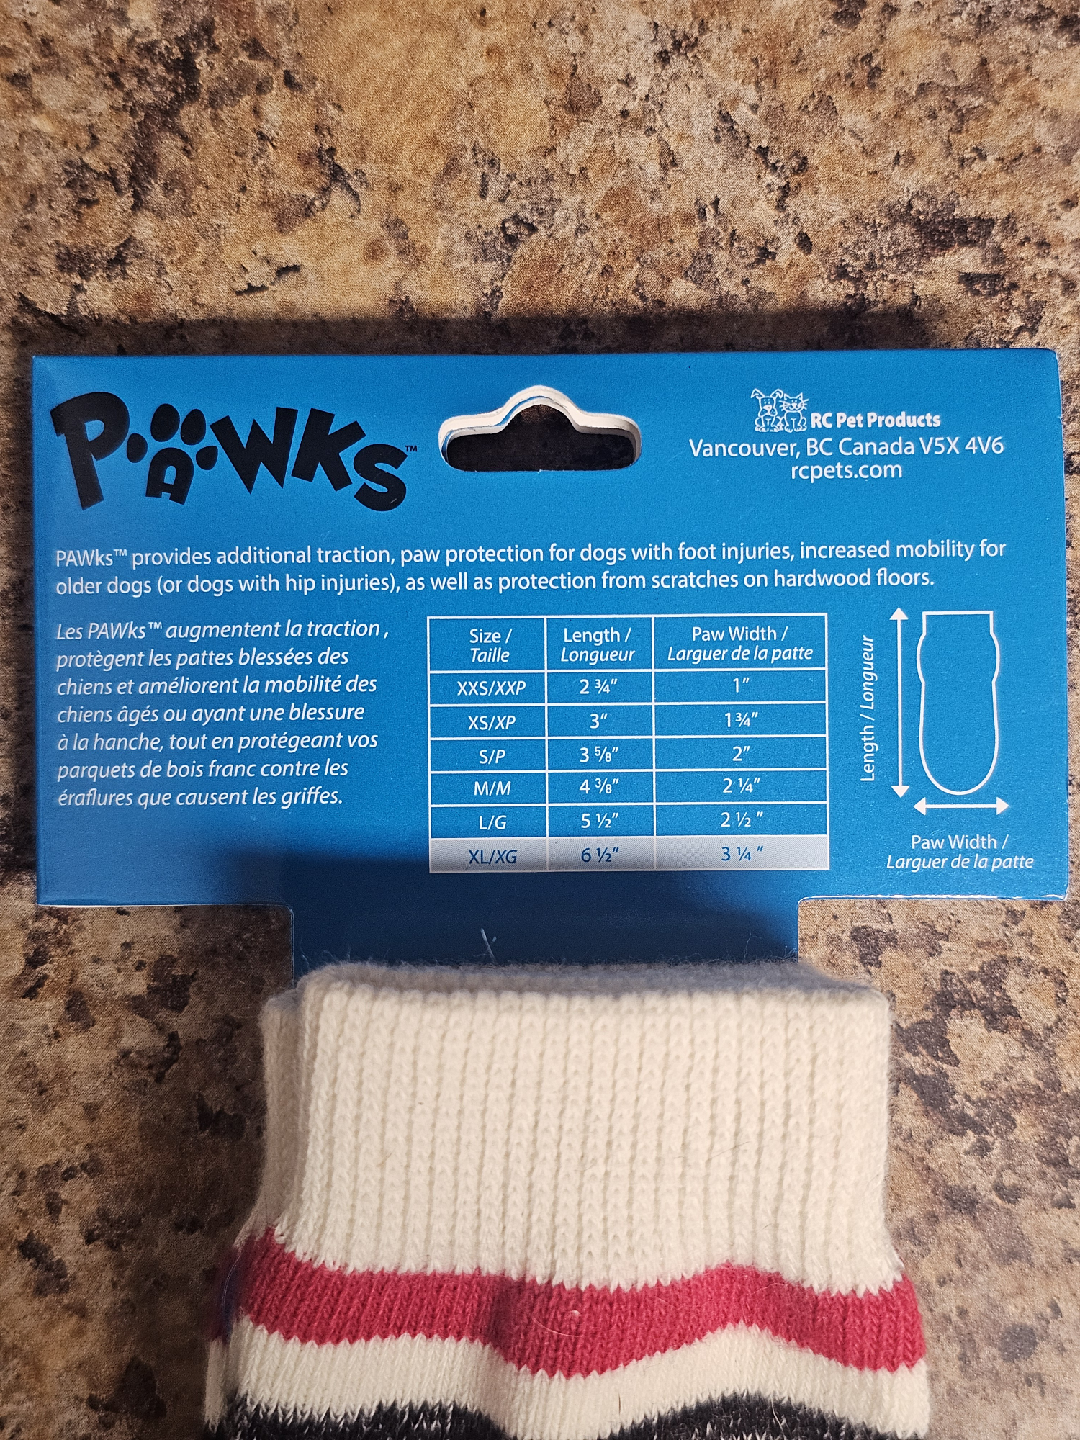 PAWKS™
RC Pet Products
Vancouver, BC Canada V5X 4V6
rcpets.com
PAWks™ provides additional traction, paw protection for dogs with foot injuries, increased mobility for
older dogs (or dogs with hip injuries), as well as protection from scratches on hardwood floors.
Les PAWks™ augmentent la traction,
protègent les pattes blessées des
chiens et améliorent la mobilité des
chiens âgés ou ayant une blessure
à la hanche, tout en protégeant vos
parquets de bois franc contre les
éraflures que causent les griffes.
Size / Length / Paw Width /
Taille Longueur Larguer de la patte
XXS/XXP 2 ¾" 1"
XS/XP 3" 1 ¾"
S/P 3 ⅝" 2"
M/M 4 ⅜" 2 ¼"
L/G 5 ½" 2 ½ "
XL/XG 6 ½" 3 ¼ "
Length / Longueur
Paw Width /
Larguer de la patte